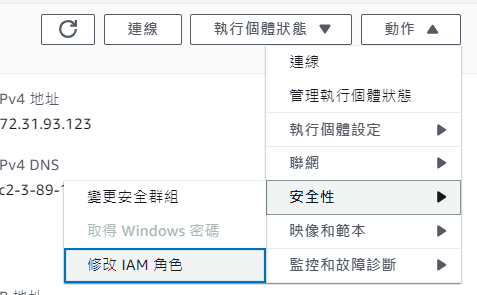 連線
執行個體狀態
動作
Pv4 地址
72.31.93.123
Pv4 DNS
c2-3-89-
連線
管理執行個體狀態
執行個體設定
聯網
安全性
映像和範本
監控和故障診斷
變更安全群組
取得 Windows 密碼
修改 IAM 角色